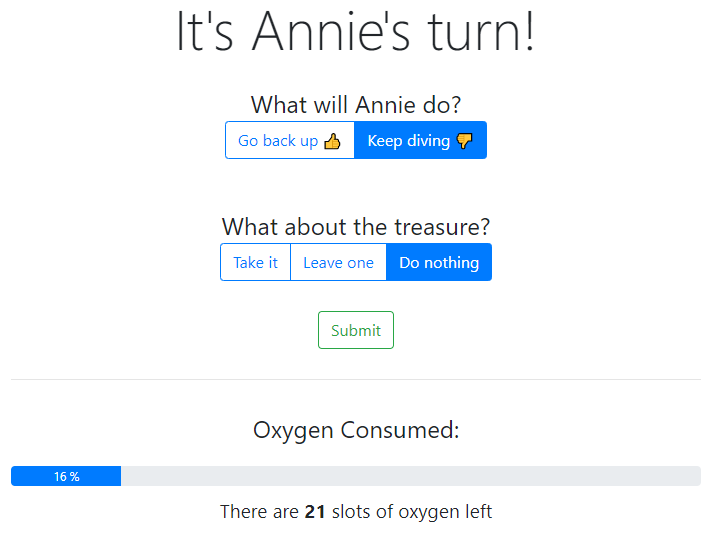 It's Annie's turn!
What will Annie do?
Go back up 👍 Keep diving 👎
What about the treasure?
Take it Leave one Do nothing
Submit
Oxygen Consumed:
16 %
There are 21 slots of oxygen left